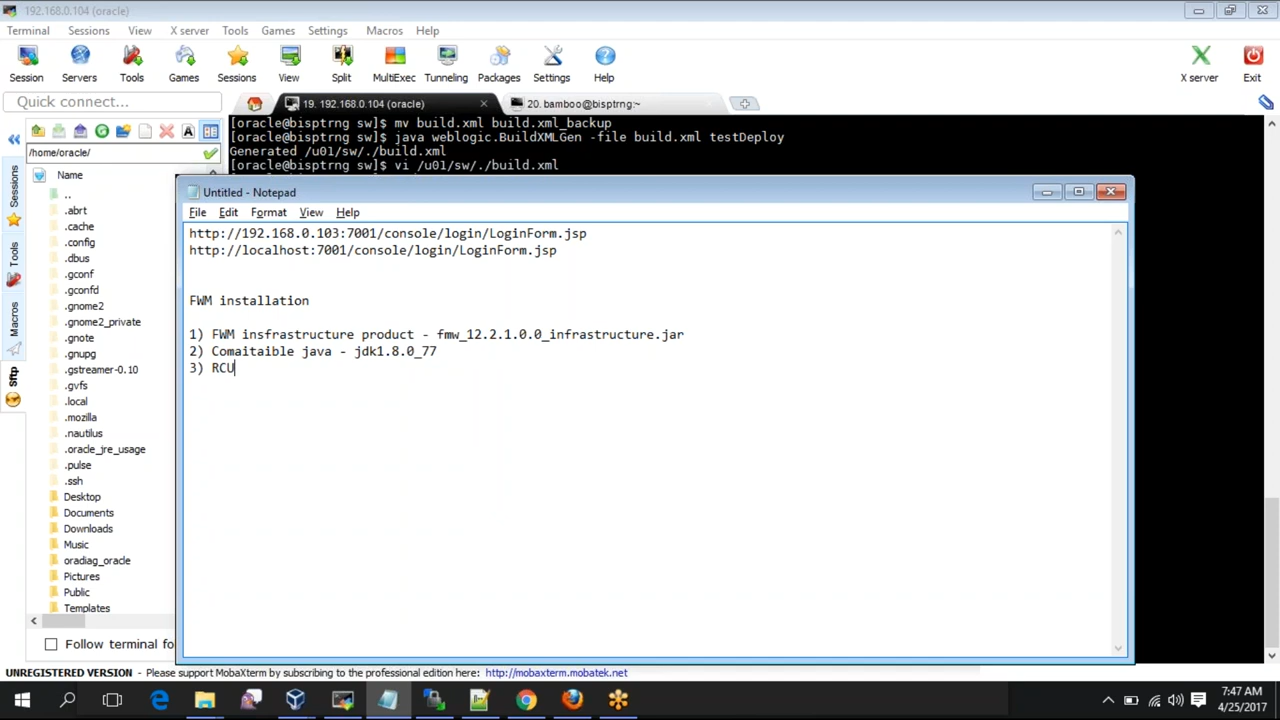 192.168.0.104 (oracle)
Terminal Sessions View X server Tools Games Settings Macros Help
Session Servers Tools Games Sessions View Split MultiExec Tunneling Packages Settings Help X server Exit
Quick connect...
19. 192.168.0.104 (oracle)
20. bamboo@bisptrng:~
/home/oracle/
Name
..
.abrt
.cache
.config
.dbus
.gconf
.gconfd
.gnome2
.gnome2_private
.gnote
.gnupg
.gstreamer-0.10
.gvfs
.local
.mozilla
.nautilus
.oracle_jre_usage
.pulse
.ssh
Desktop
Documents
Downloads
Music
oradiag_oracle
Pictures
Public
Templates
Follow terminal fo
Sessions
Tools
Macros
Sftp
[oracle@bisptrng sw]$ mv build.xml build.xml_backup
[oracle@bisptrng sw]$ java weblogic.BuildXMLGen -file build.xml testDeploy
Generated /u01/sw/./build.xml
[oracle@bisptrng sw]$ vi /u01/sw/./build.xml
Untitled - Notepad
File Edit Format View Help
http://192.168.0.103:7001/console/login/LoginForm.jsp
http://localhost:7001/console/login/LoginForm.jsp
FWM installation
1) FWM insfrastructure product - fmw_12.2.1.0.0_infrastructure.jar
2) Comaitaible java - jdk1.8.0_77
3) RCU
UNREGISTERED VERSION - Please support MobaXterm by subscribing to the professional edition here: http://mobaxterm.mobatek.net
7:47 AM
4/25/2017